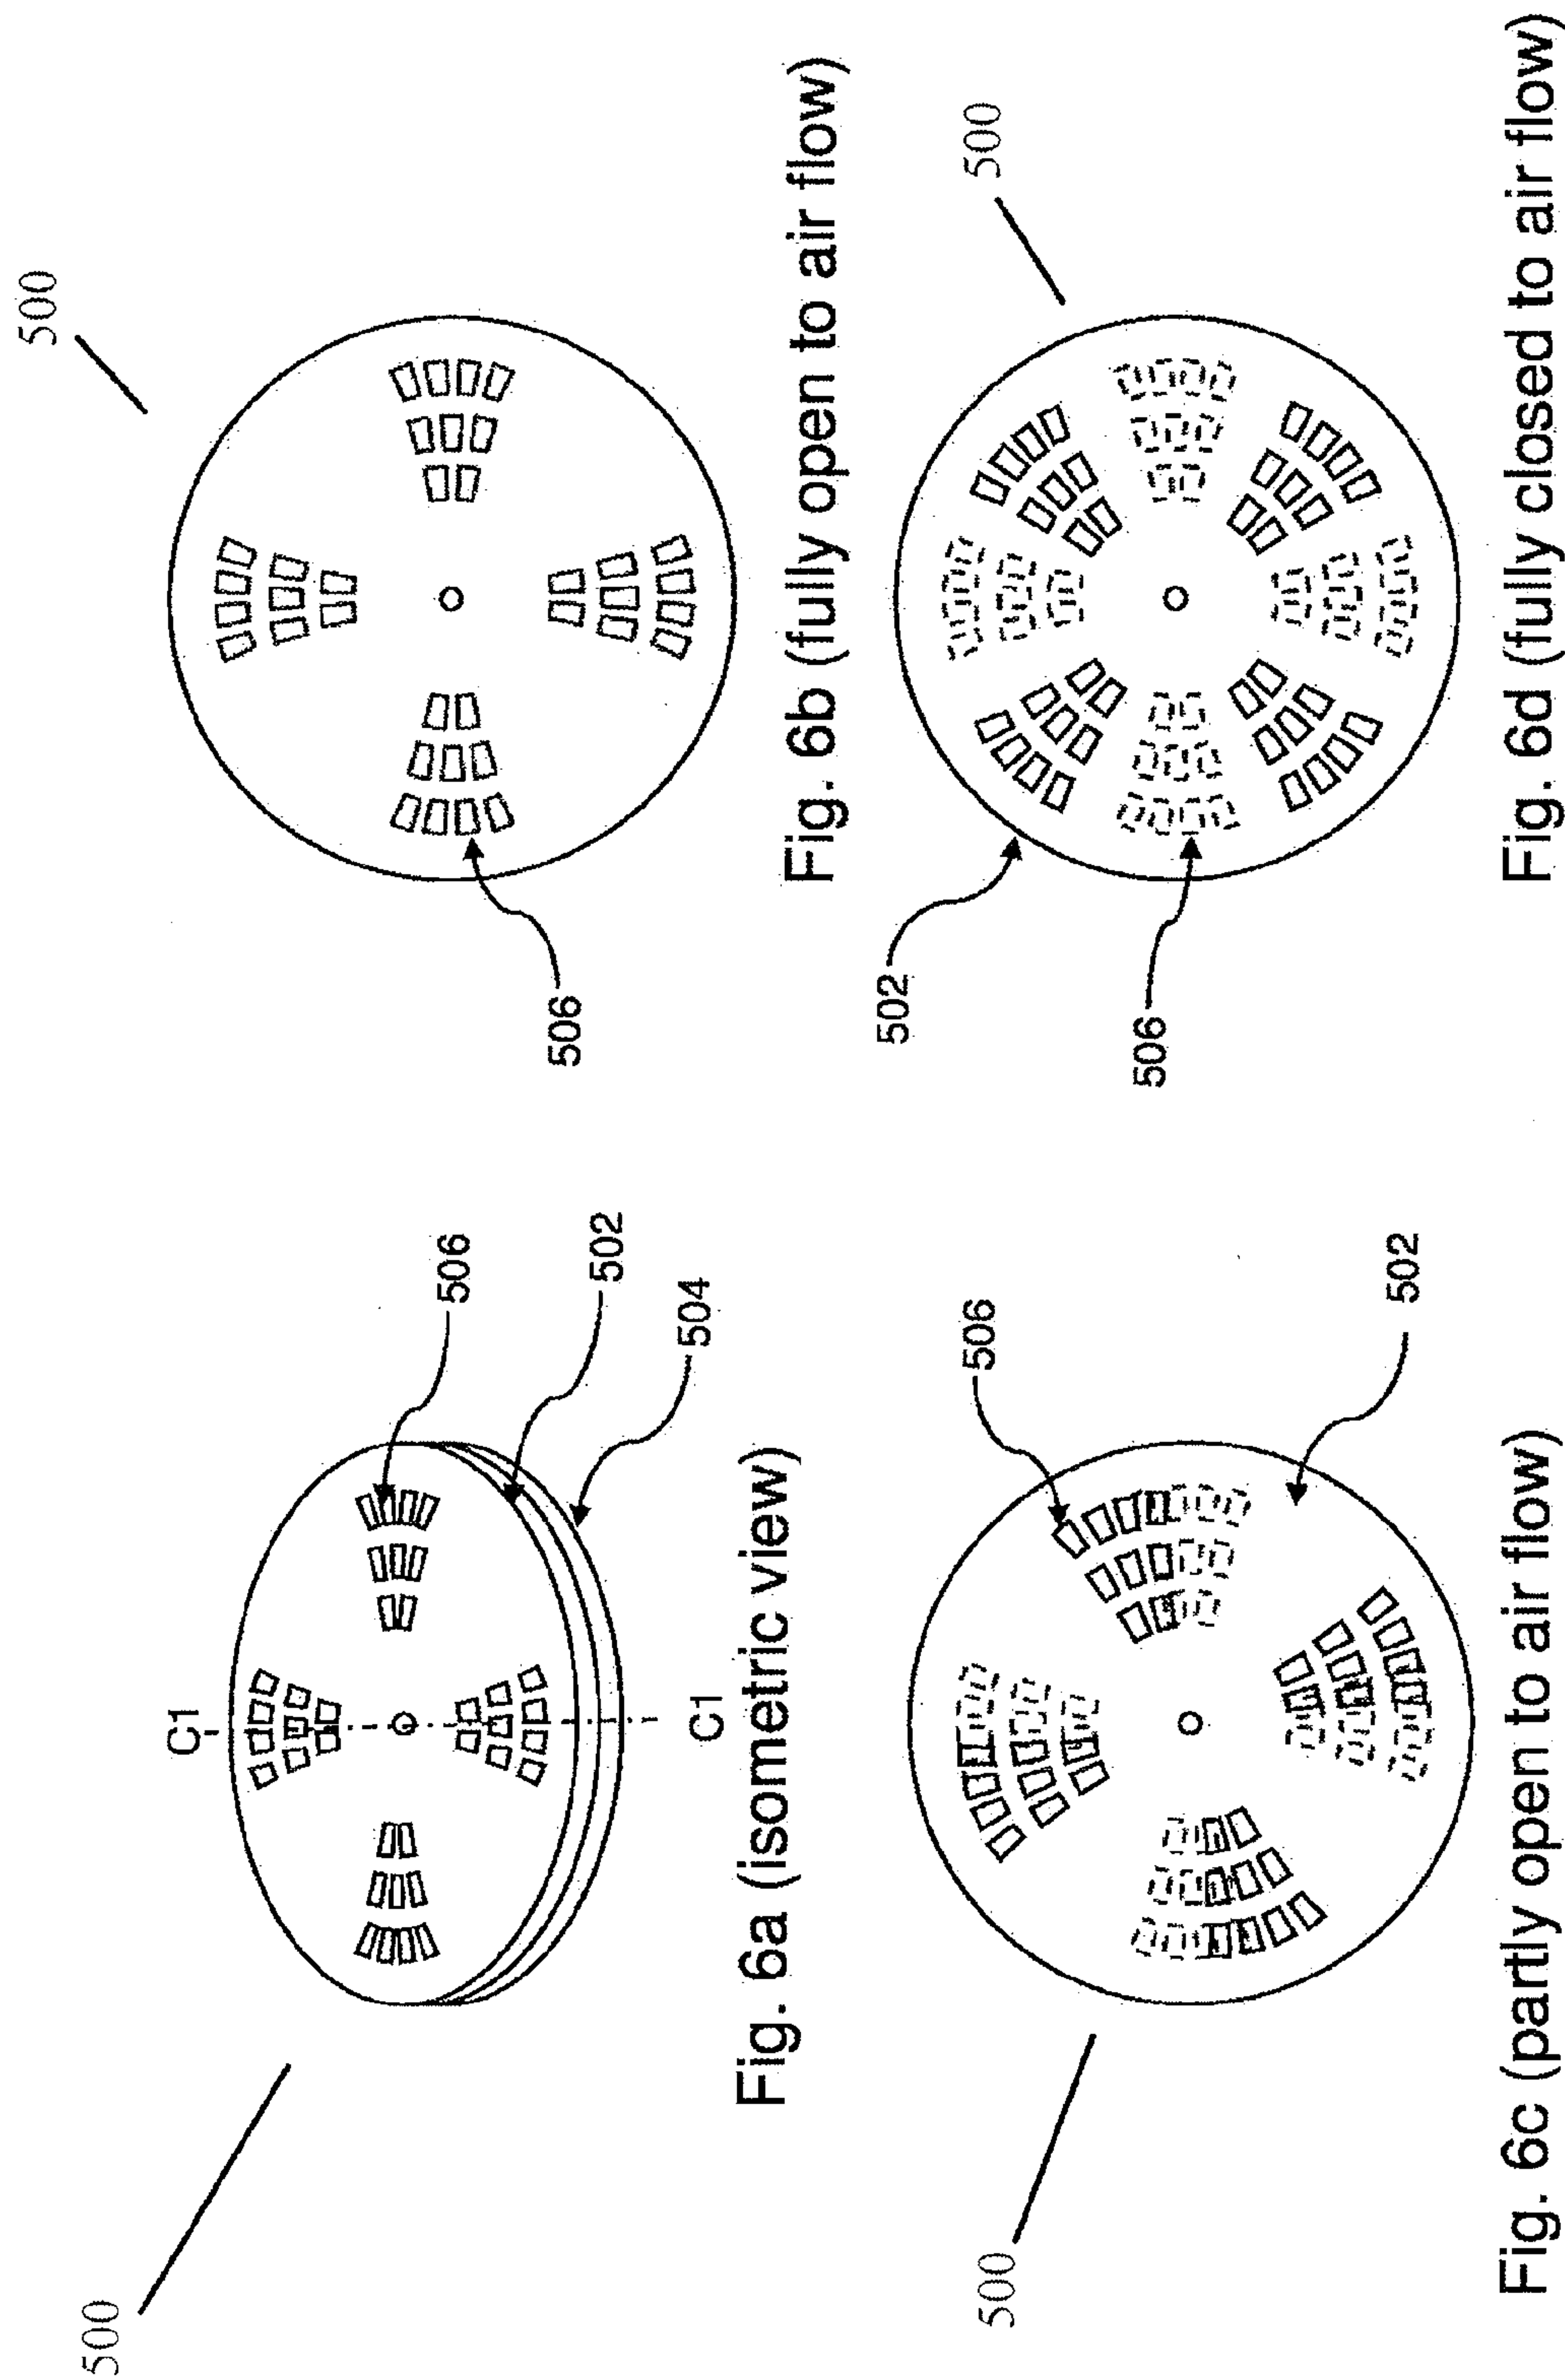 500
C1
506
502
504
C1
Fig. 6a (isometric view)
500
506
Fig. 6b (fully open to air flow)
500
506
502
Fig. 6c (partly open to air flow)
500
502
506
Fig. 6d (fully closed to air flow)